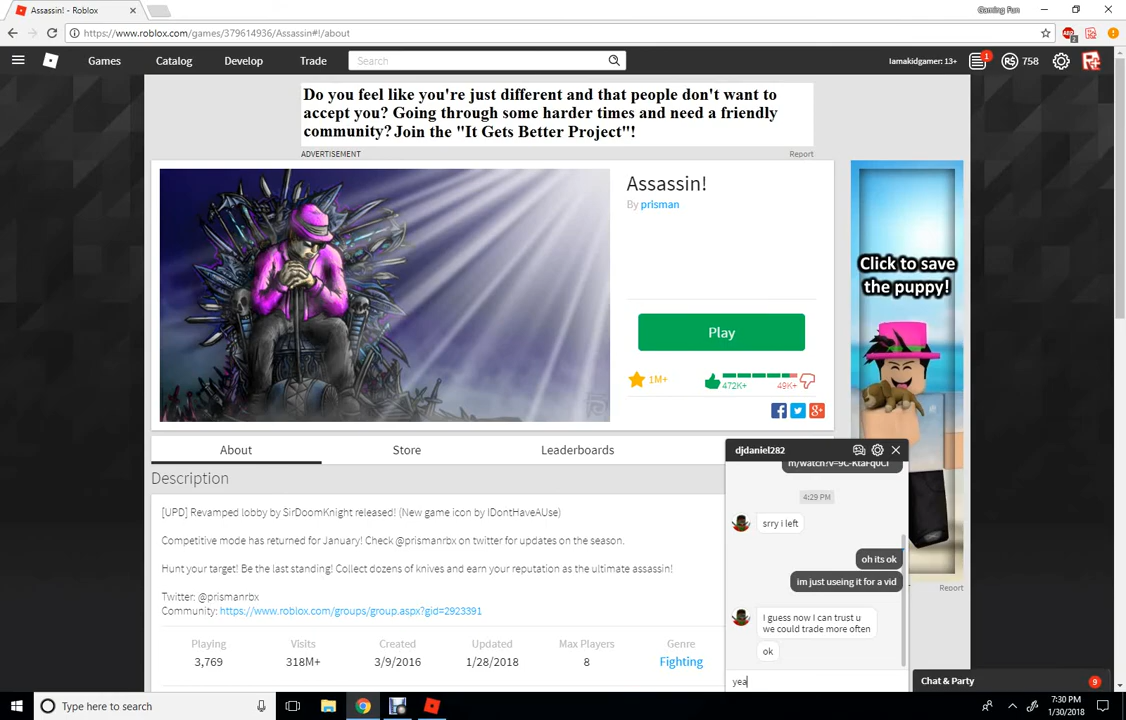 Assassin! - Roblox
Gaming Fun
https://www.roblox.com/games/379614936/Assassin#!/about
2
Games
Catalog
Develop
Trade
Search
Iamakidgamer: 13+
1
R$ 758
R+
Do you feel like you're just different and that people don't want to
accept you? Going through some harder times and need a friendly
community? Join the "It Gets Better Project"!
ADVERTISEMENT
Report
Assassin!
By prisman
Play
1M+
472K+
49K+
Click to save
the puppy!
Report
About
Store
Leaderboards
Description
[UPD] Revamped lobby by SirDoomKnight released! (New game icon by IDontHaveAUse)
Competitive mode has returned for January! Check @prismanrbx on twitter for updates on the season.
Hunt your target! Be the last standing! Collect dozens of knives and earn your reputation as the ultimate assassin!
Twitter: @prismanrbx
Community: https://www.roblox.com/groups/group.aspx?gid=2923391
Playing
Visits
Created
Updated
Max Players
Genre
3,769
318M+
3/9/2016
1/28/2018
8
Fighting
djdaniel282
4:29 PM
srry i left
oh its ok
im just useing it for a vid
I guess now I can trust u
we could trade more often
ok
yea
Chat & Party
9
Type here to search
7:30 PM
1/30/2018